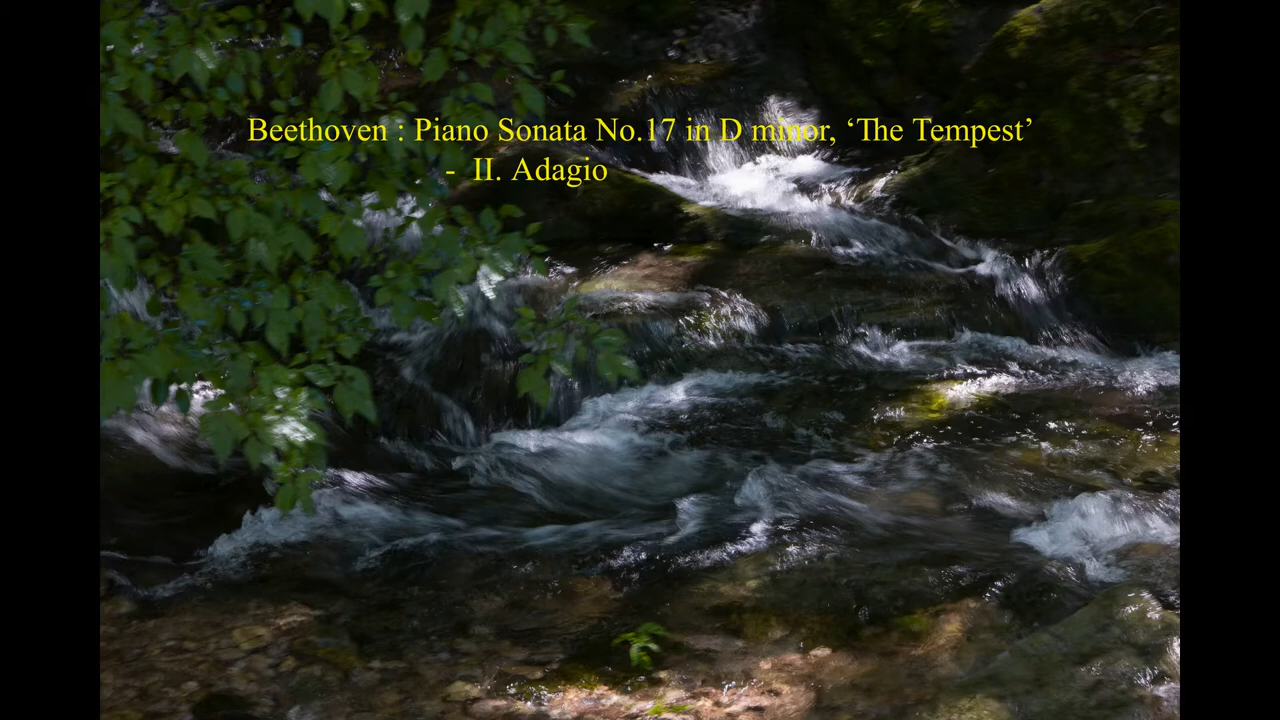 Beethoven : Piano Sonata No.17 in D minor, ‘The Tempest’
- II. Adagio